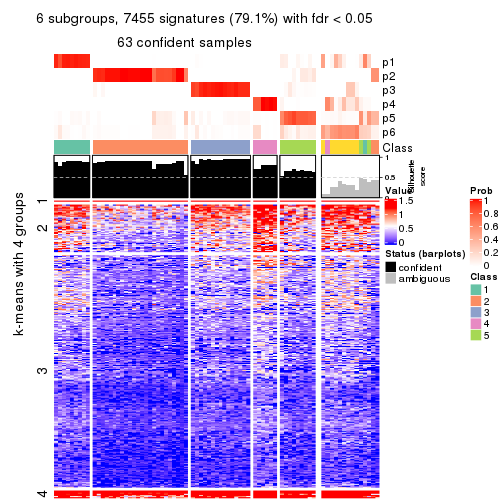 6 subgroups, 7455 signatures (79.1%) with fdr < 0.05
63 confident samples
p1
p2
p3
p4
p5
p6
Class
1
0.5
0
Silhouette
score
k-means with 4 groups
1
2
3
4
Value
1.5
1
0.5
0
Status (barplots)
confident
ambiguous
Prob
1
0.8
0.6
0.4
0.2
0
Class
1
2
3
4
5